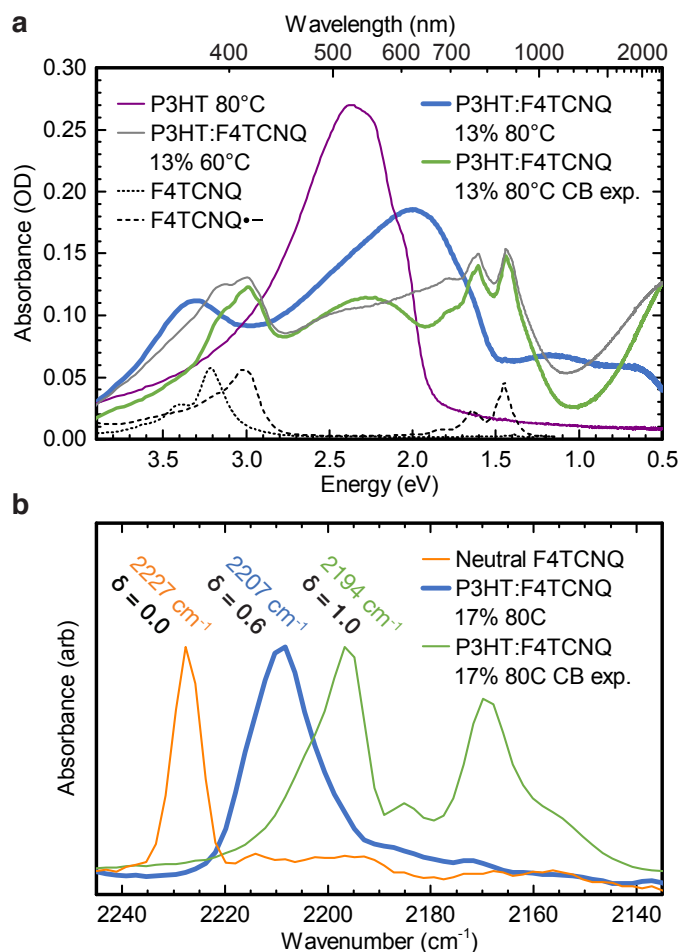 a
Wavelength (nm)
400 500 600 700 1000 2000
0.30
0.25
0.20
0.15
0.10
0.05
0.00
Absorbance (OD)
P3HT 80°C
P3HT:F4TCNQ
13% 60°C
F4TCNQ
F4TCNQ•–
P3HT:F4TCNQ
13% 80°C
P3HT:F4TCNQ
13% 80°C CB exp.
3.5 3.0 2.5 2.0 1.5 1.0 0.5
Energy (eV)
b
2227 cm⁻¹
δ = 0.0
2207 cm⁻¹
δ = 0.6
2194 cm⁻¹
δ = 1.0
Neutral F4TCNQ
P3HT:F4TCNQ
17% 80C
P3HT:F4TCNQ
17% 80C CB exp.
Absorbance (arb)
2240 2220 2200 2180 2160 2140
Wavenumber (cm⁻¹)